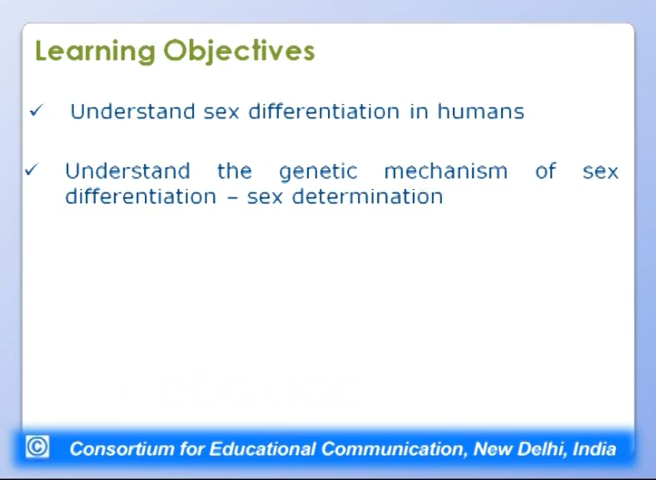 Learning Objectives
✓ Understand sex differentiation in humans
✓ Understand the genetic mechanism of sex
differentiation – sex determination
© Consortium for Educational Communication, New Delhi, India